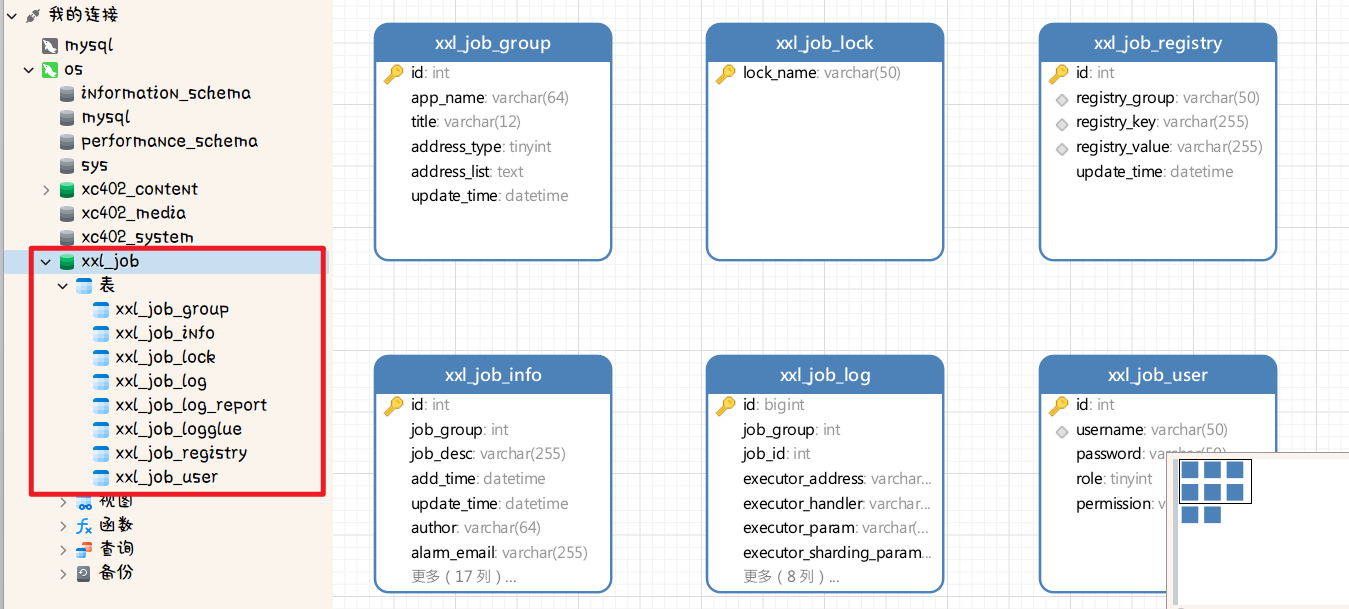 我的连接
mysql
os
information_schema
mysql
performance_schema
sys
xc402_content
xc402_media
xc402_system
xxl_job
表
xxl_job_group
xxl_job_info
xxl_job_lock
xxl_job_log
xxl_job_log_report
xxl_job_logglue
xxl_job_registry
xxl_job_user
视图
函数
查询
备份
xxl_job_group
id: int
app_name: varchar(64)
title: varchar(12)
address_type: tinyint
address_list: text
update_time: datetime
xxl_job_lock
lock_name: varchar(50)
xxl_job_registry
id: int
registry_group: varchar(50)
registry_key: varchar(255)
registry_value: varchar(255)
update_time: datetime
xxl_job_info
id: int
job_group: int
job_desc: varchar(255)
add_time: datetime
update_time: datetime
author: varchar(64)
alarm_email: varchar(255)
更多（17 列）...
xxl_job_log
id: bigint
job_group: int
job_id: int
executor_address: varchar...
executor_handler: varchar...
executor_param: varchar(...
executor_sharding_param...
更多（8 列）...
xxl_job_user
id: int
username: varchar(50)
password: varchar(50)
role: tinyint
permission: v